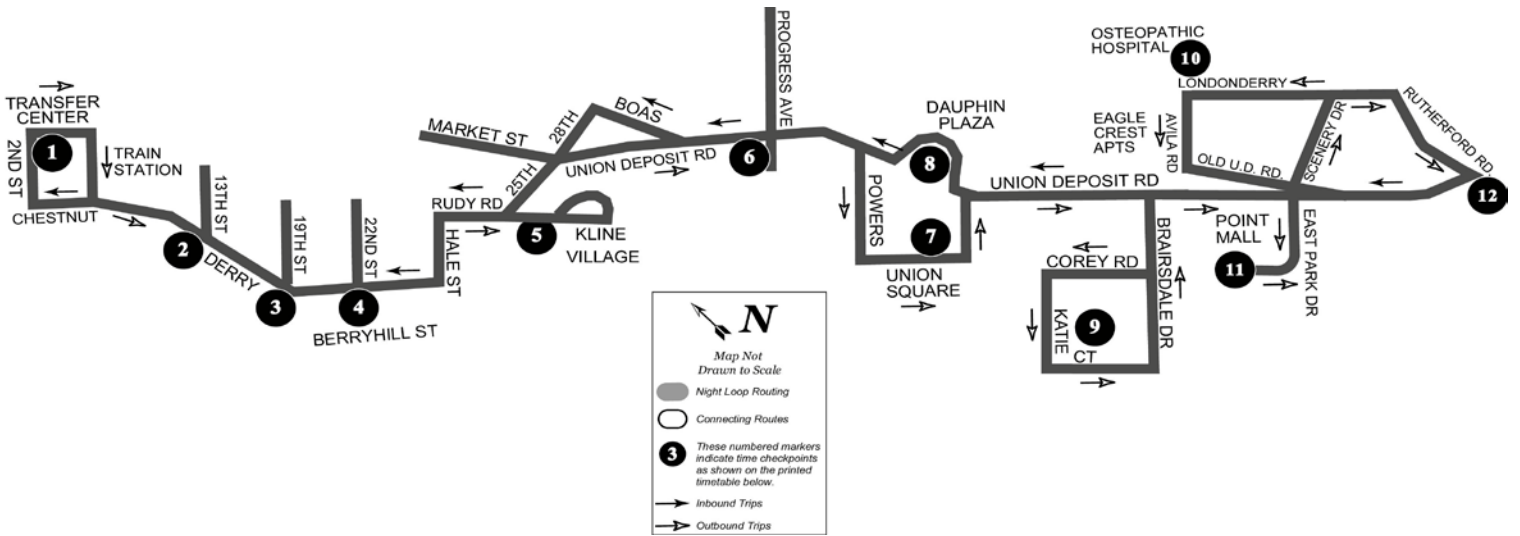 TRANSFER
CENTER
2ND ST
1
TRAIN
STATION
CHESTNUT
2
13TH ST
DERRY
19TH ST
3
22ND ST
4
BERRYHILL ST
HALE ST
RUDY RD
MARKET ST
25TH
28TH
BOAS
UNION DEPOSIT RD
5
KLINE
VILLAGE
PROGRESS AVE
6
POWERS
DAUPHIN
PLAZA
8
7
UNION
SQUARE
UNION DEPOSIT RD
COREY RD
KATIE
CT
9
BRAIRSDALE DR
OSTEOPATHIC
HOSPITAL
10
LONDONDERRY
EAGLE
CREST
APTS
AVILA RD
OLD U.D. RD.
SCENERY DR
RUTHERFORD RD.
12
POINT
MALL
11
EAST PARK DR
N
Map Not
Drawn to Scale
Night Loop Routing
Connecting Routes
3
These numbered markers
indicate time checkpoints
as shown on the printed
timetable below.
Inbound Trips
Outbound Trips